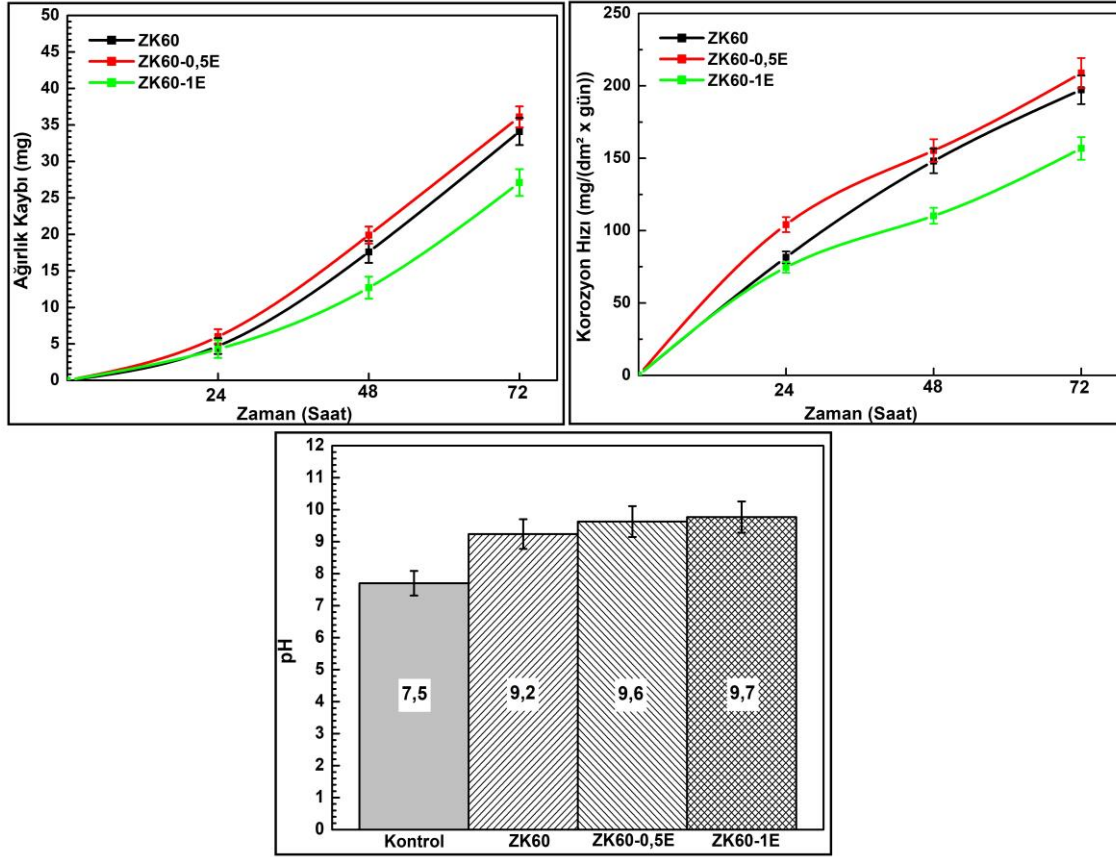 50
45
40
35
30
25
20
15
10
5
0
Ağırlık Kaybı (mg)
ZK60
ZK60-0,5E
ZK60-1E
24
48
72
Zaman (Saat)
250
200
150
100
50
0
Korozyon Hızı (mg/(dm² x gün))
ZK60
ZK60-0,5E
ZK60-1E
24
48
72
Zaman (Saat)
12
11
10
9
8
7
6
5
4
3
2
1
0
pH
7,5
9,2
9,6
9,7
Kontrol
ZK60
ZK60-0,5E
ZK60-1E